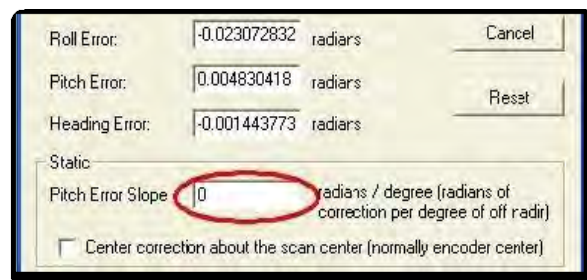 Roll Error: -0.023072832 radians Cancel
Pitch Error: 0.004830418 radians
Reset
Heading Error: -0.001443773 radians
Static
Pitch Error Slope 0 radians / degree (radians of
correction per degree of off nadir)
Center correction about the scan center (normally encoder center)